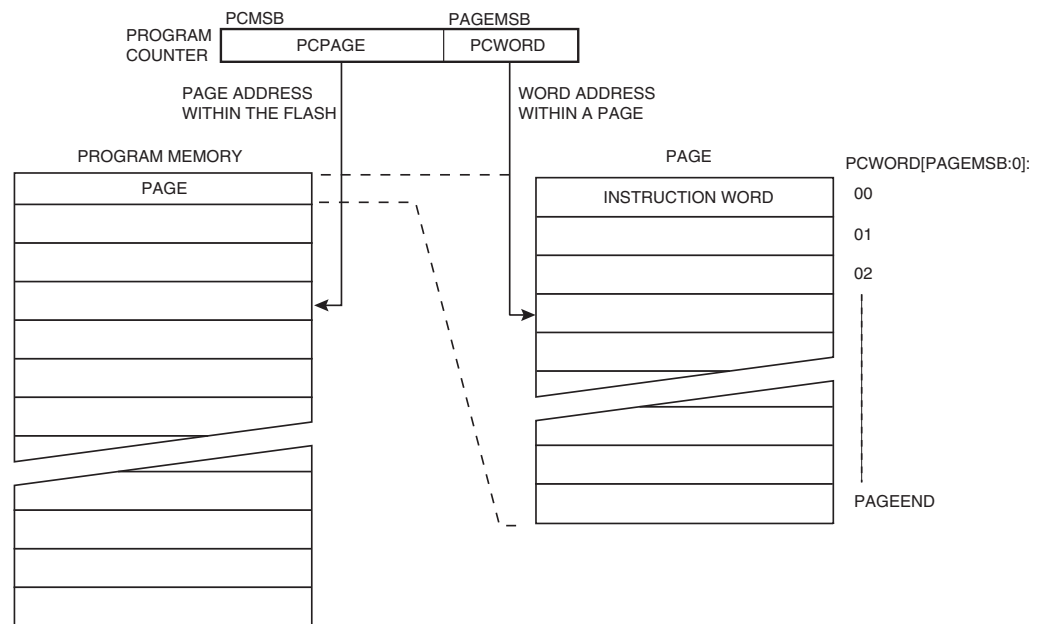 PCMSB
PAGEMSB
PROGRAM
COUNTER
PCPAGE
PCWORD
PAGE ADDRESS
WITHIN THE FLASH
WORD ADDRESS
WITHIN A PAGE
PROGRAM MEMORY
PAGE
PAGE
PCWORD[PAGEMSB:0]:
INSTRUCTION WORD
00
01
02
PAGEEND